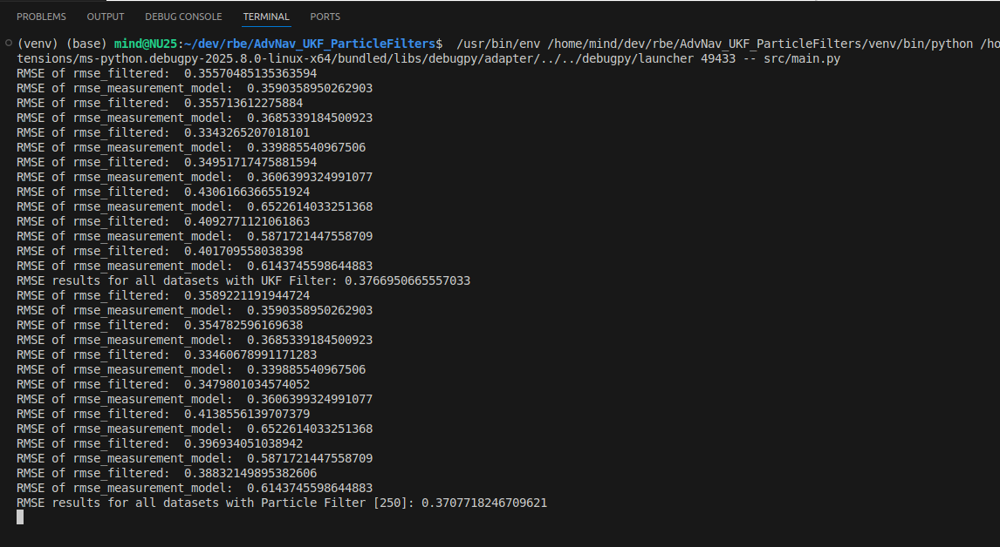 PROBLEMS OUTPUT DEBUG CONSOLE TERMINAL PORTS
(venv) (base) mind@NU25:~/dev/rbe/AdvNav_UKF_ParticleFilters$  /usr/bin/env /home/mind/dev/rbe/AdvNav_UKF_ParticleFilters/venv/bin/python /ho
tensions/ms-python.debugpy-2025.8.0-linux-x64/bundled/libs/debugpy/adapter/../../debugpy/launcher 49433 -- src/main.py
RMSE of rmse_filtered:  0.35570485135363594
RMSE of rmse_measurement_model:  0.3590358950262903
RMSE of rmse_filtered:  0.355713612275884
RMSE of rmse_measurement_model:  0.3685339184500923
RMSE of rmse_filtered:  0.3343265207018101
RMSE of rmse_measurement_model:  0.339885540967506
RMSE of rmse_filtered:  0.34951717475881594
RMSE of rmse_measurement_model:  0.3606399324991077
RMSE of rmse_filtered:  0.4306166366551924
RMSE of rmse_measurement_model:  0.6522614033251368
RMSE of rmse_filtered:  0.4092771121061863
RMSE of rmse_measurement_model:  0.5871721447558709
RMSE of rmse_filtered:  0.401709558038398
RMSE of rmse_measurement_model:  0.6143745598644883
RMSE results for all datasets with UKF Filter: 0.3766950665557033
RMSE of rmse_filtered:  0.3589221191944724
RMSE of rmse_measurement_model:  0.3590358950262903
RMSE of rmse_filtered:  0.354782596169638
RMSE of rmse_measurement_model:  0.3685339184500923
RMSE of rmse_filtered:  0.33460678991171283
RMSE of rmse_measurement_model:  0.339885540967506
RMSE of rmse_filtered:  0.3479801034574052
RMSE of rmse_measurement_model:  0.3606399324991077
RMSE of rmse_filtered:  0.4138556139707379
RMSE of rmse_measurement_model:  0.6522614033251368
RMSE of rmse_filtered:  0.396934051038942
RMSE of rmse_measurement_model:  0.5871721447558709
RMSE of rmse_filtered:  0.38832149895382606
RMSE of rmse_measurement_model:  0.6143745598644883
RMSE results for all datasets with Particle Filter [250]: 0.3707718246709621